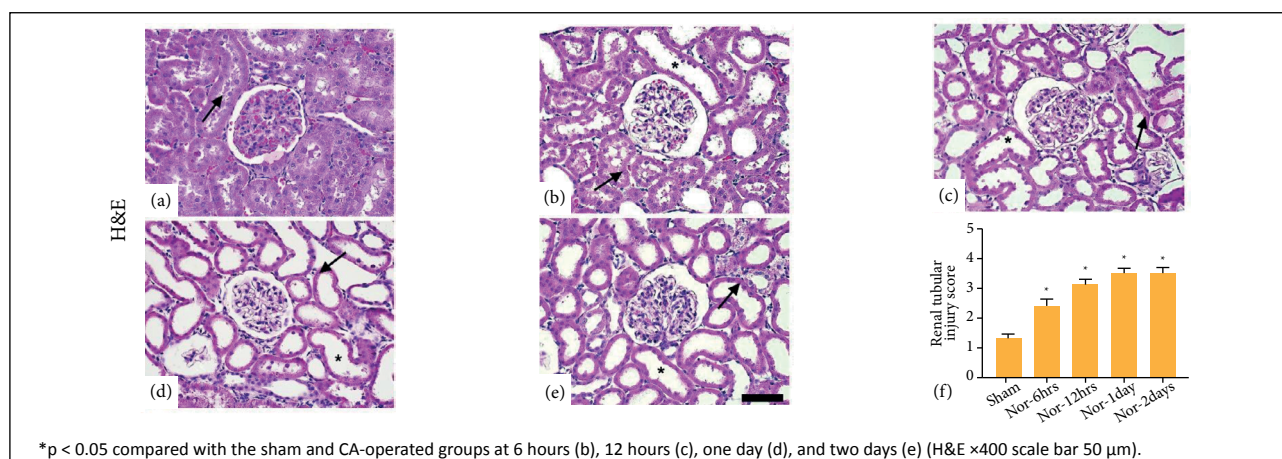 H&E
(a)
(b)
(c)
(d)
(e)
*
*
*
*
Renal tubular
injury score
5
4
3
2
1
0
*
*
*
*
Sham
Nor-6hrs
Nor-12hrs
Nor-1day
Nor-2days
(f)
*p < 0.05 compared with the sham and CA-operated groups at 6 hours (b), 12 hours (c), one day (d), and two days (e) (H&E ×400 scale bar 50 μm).